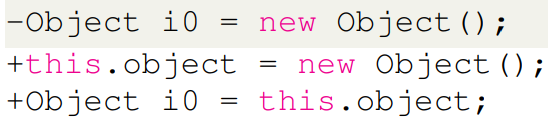 -Object i0 = new Object();
+this.object = new Object();
+Object i0 = this.object;